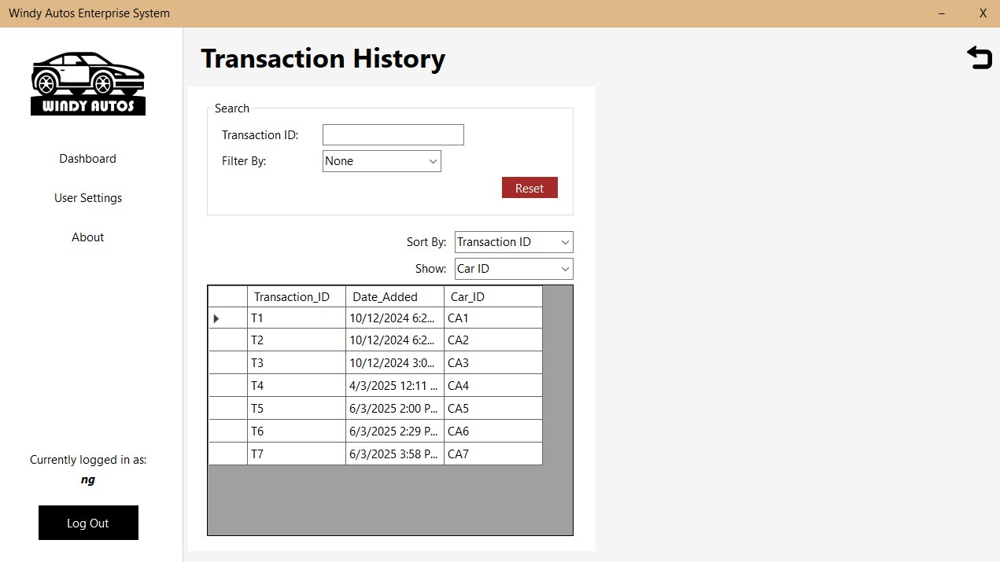 Windy Autos Enterprise System
– X
WINDY AUTOS
Dashboard
User Settings
About
Currently logged in as:
ng
Log Out
Transaction History
Search
Transaction ID:
Filter By: None
Reset
Sort By: Transaction ID
Show: Car ID
Transaction_ID Date_Added Car_ID
T1 10/12/2024 6:2... CA1
T2 10/12/2024 6:2... CA2
T3 10/12/2024 3:0... CA3
T4 4/3/2025 12:11 ... CA4
T5 6/3/2025 2:00 P... CA5
T6 6/3/2025 2:29 P... CA6
T7 6/3/2025 3:58 P... CA7